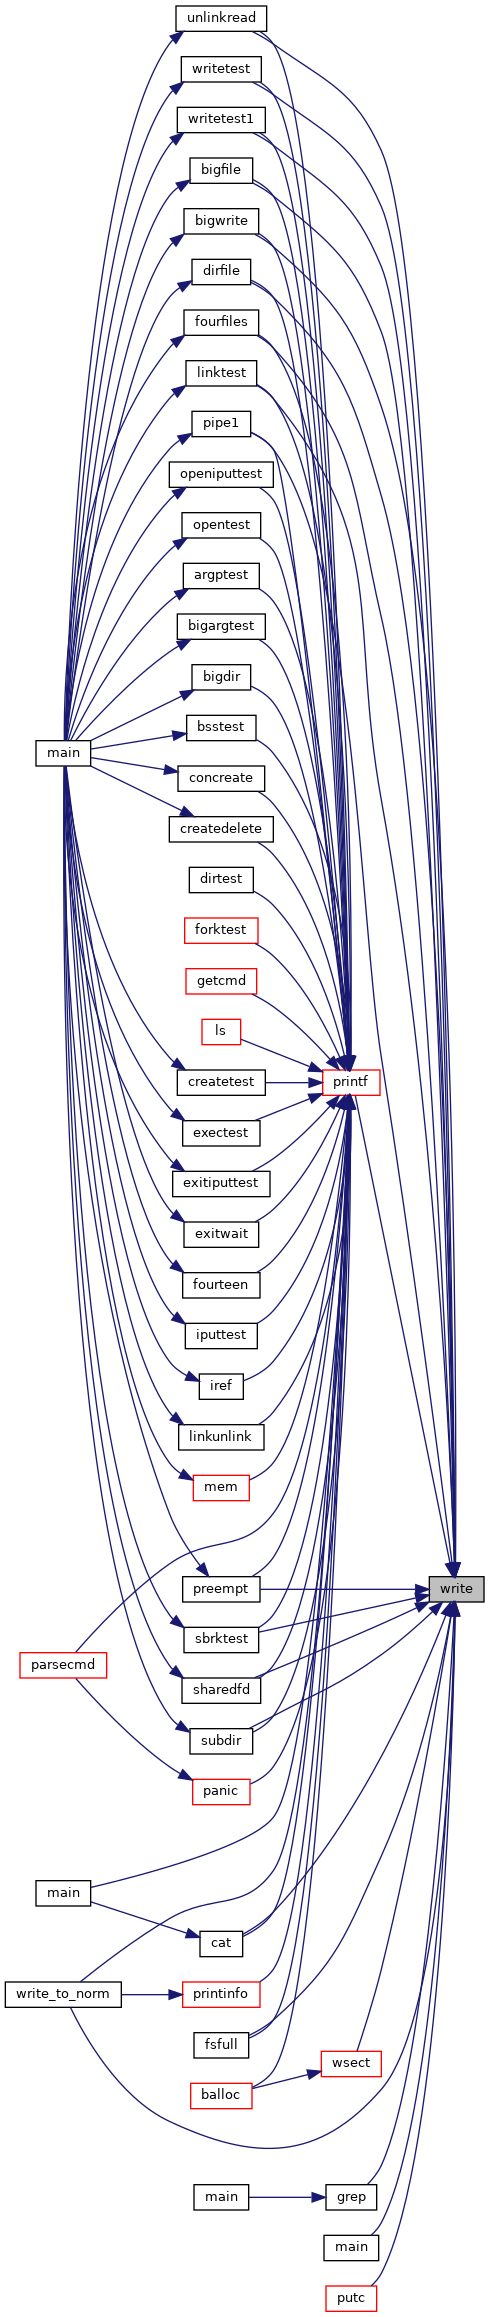 unlinkread
writetest
writetest1
bigfile
bigwrite
dirfile
fourfiles
linktest
pipe1
openiputtest
opentest
argptest
bigargtest
bigdir
bsstest
main
concreate
createdelete
dirtest
forktest
getcmd
ls
createtest
printf
exectest
exitiputtest
exitwait
fourteen
iputtest
iref
linkunlink
mem
preempt
write
sbrktest
parsecmd
sharedfd
subdir
panic
main
cat
write_to_norm
printinfo
fsfull
wsect
balloc
main
grep
main
putc